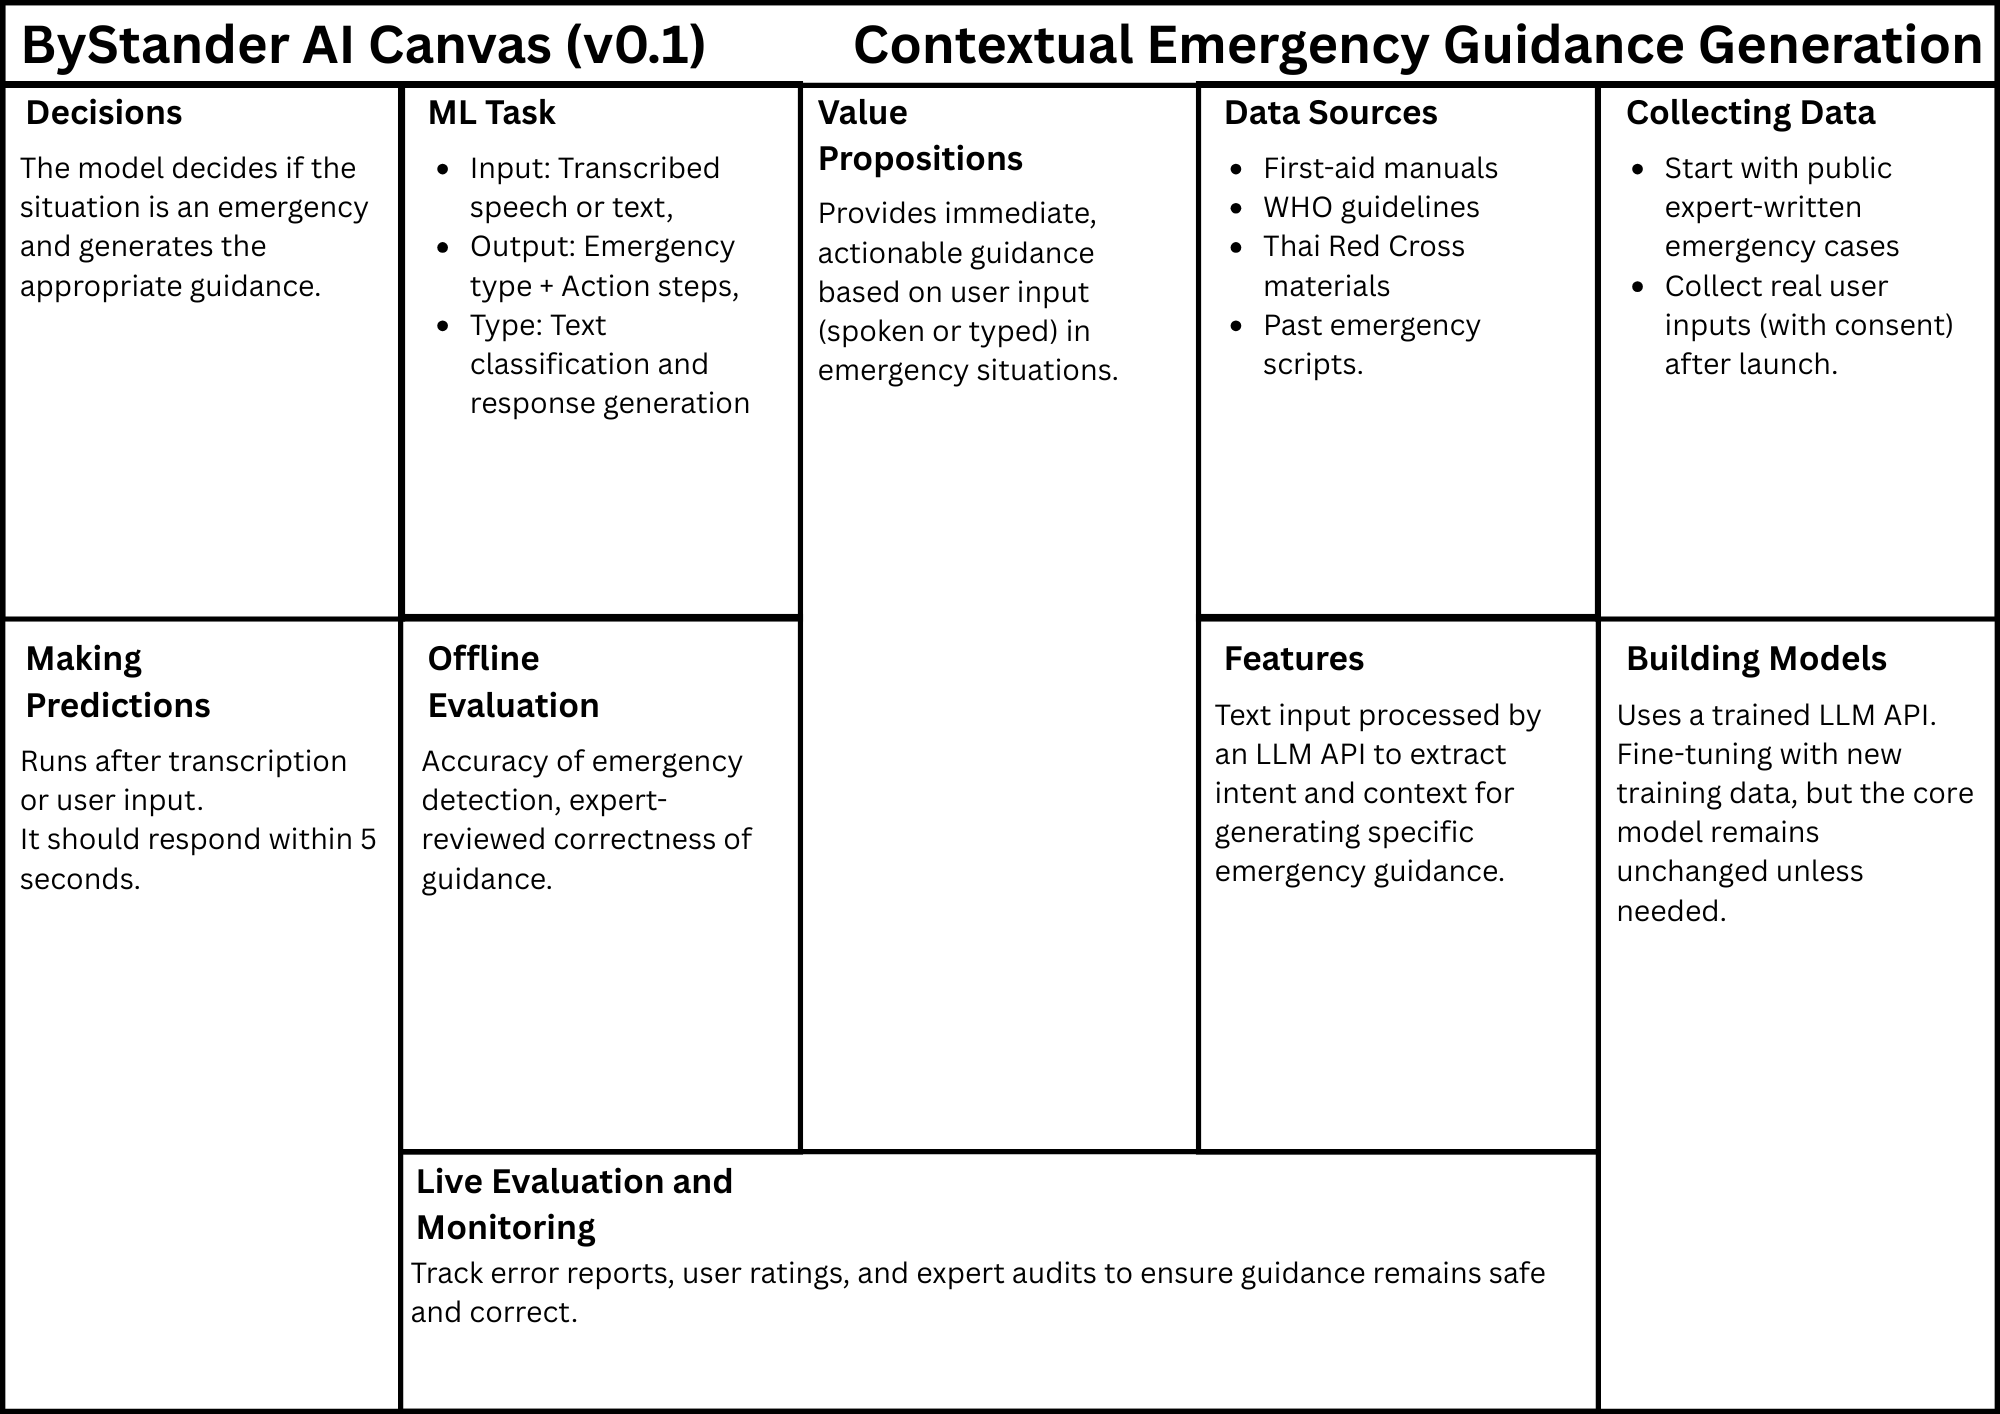 ByStander AI Canvas (v0.1)
Contextual Emergency Guidance Generation
Decisions
The model decides if the
situation is an emergency
and generates the
appropriate guidance.
ML Task
• Input: Transcribed
speech or text,
• Output: Emergency
type + Action steps,
• Type: Text
classification and
response generation
Value
Propositions
Provides immediate,
actionable guidance
based on user input
(spoken or typed) in
emergency situations.
Data Sources
• First-aid manuals
• WHO guidelines
• Thai Red Cross
materials
• Past emergency
scripts.
Collecting Data
• Start with public
expert-written
emergency cases
• Collect real user
inputs (with consent)
after launch.
Making
Predictions
Runs after transcription
or user input.
It should respond within 5
seconds.
Offline
Evaluation
Accuracy of emergency
detection, expert-
reviewed correctness of
guidance.
Features
Text input processed by
an LLM API to extract
intent and context for
generating specific
emergency guidance.
Building Models
Uses a trained LLM API.
Fine-tuning with new
training data, but the core
model remains
unchanged unless
needed.
Live Evaluation and
Monitoring
Track error reports, user ratings, and expert audits to ensure guidance remains safe
and correct.